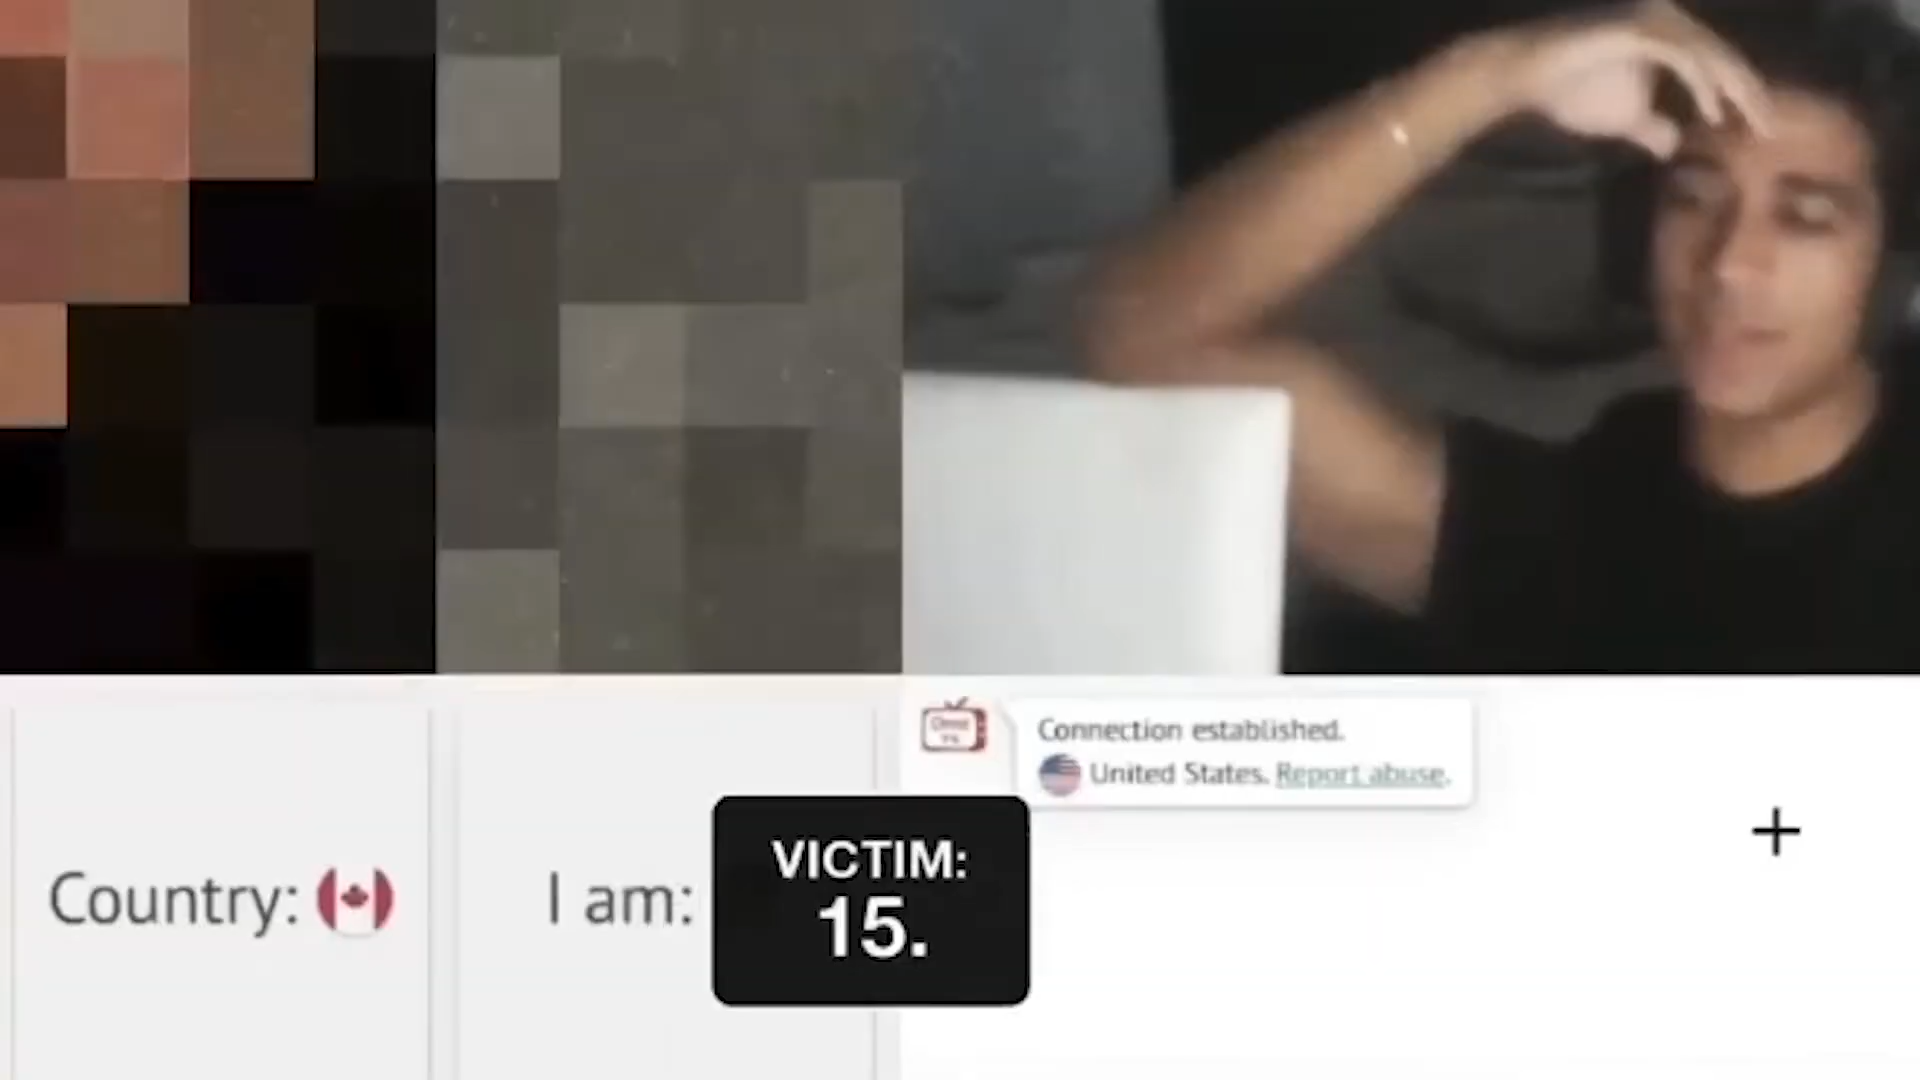 Connection established.
United States. Report abuse.
Country:
I am:
VICTIM:
15.